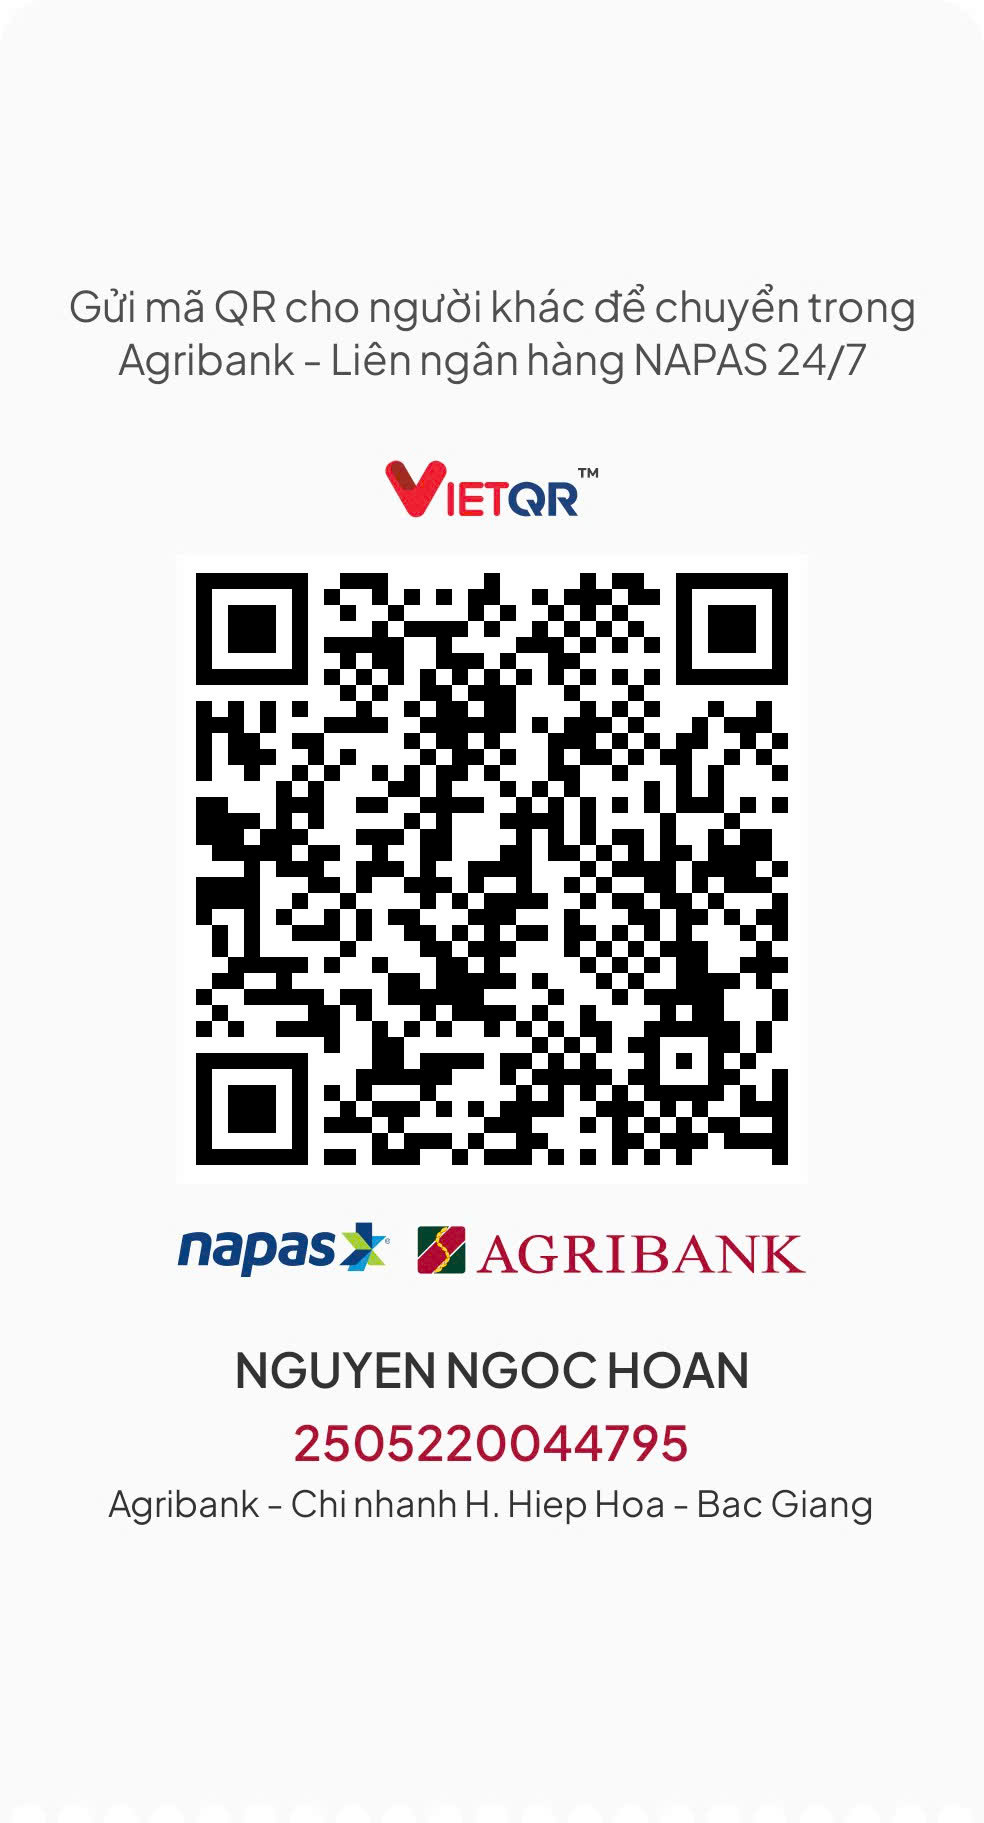 Gửi mã QR cho người khác để chuyển trong
Agribank - Liên ngân hàng NAPAS 24/7
VIETQR™
napas®
AGRIBANK
NGUYEN NGOC HOAN
2505220044795
Agribank - Chi nhanh H. Hiep Hoa - Bac Giang